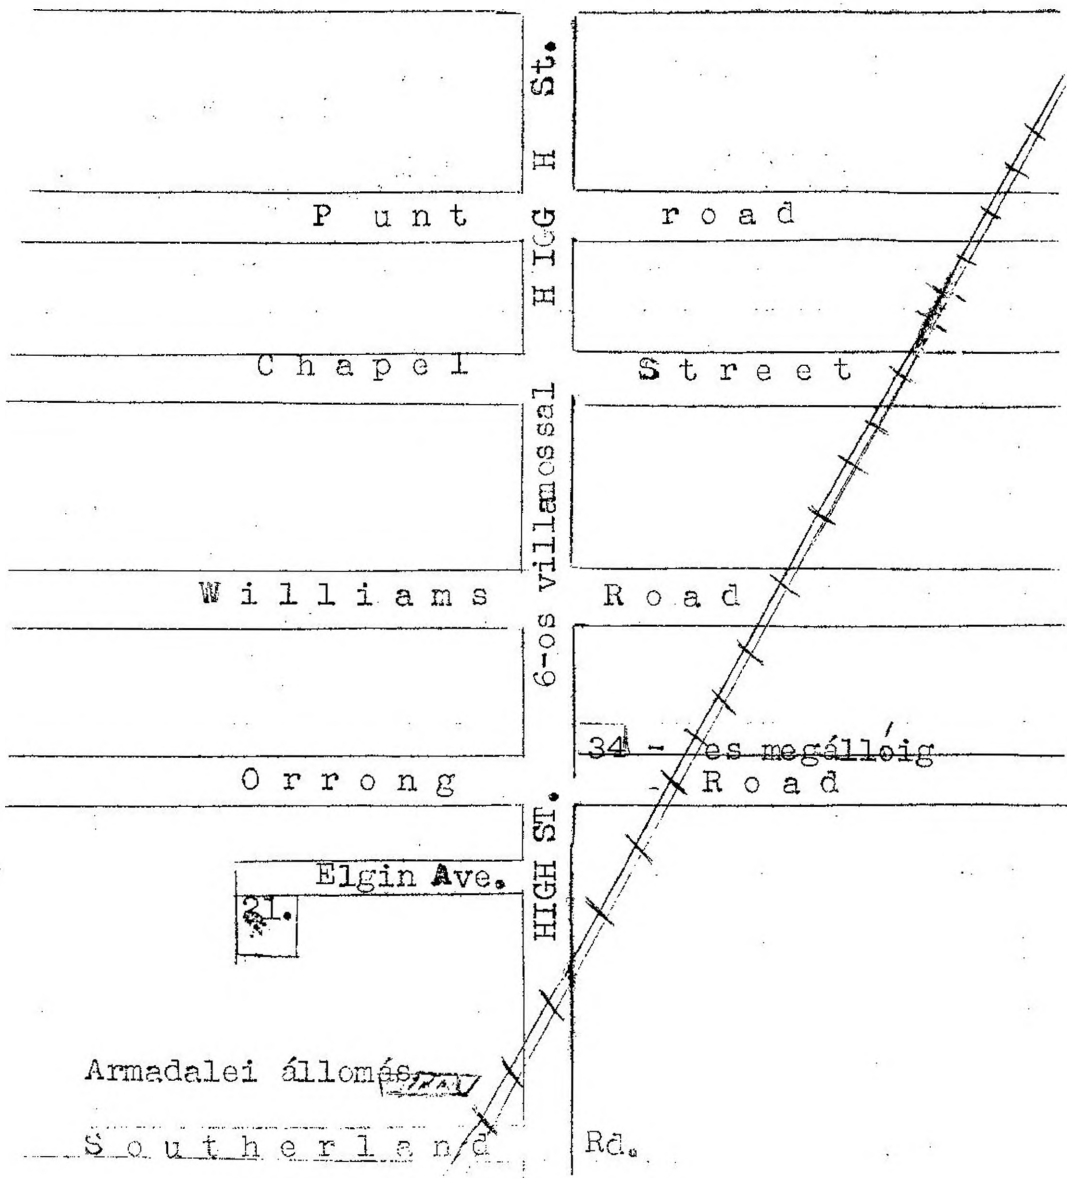 HIGH St.
Punt road
Chapel Street
6-os villamossal
Williams Road
34 - es megállóig
Orrong Road
HIGH ST.
Elgin Ave.
21.
Armadalei állomás
Southerland Rd.